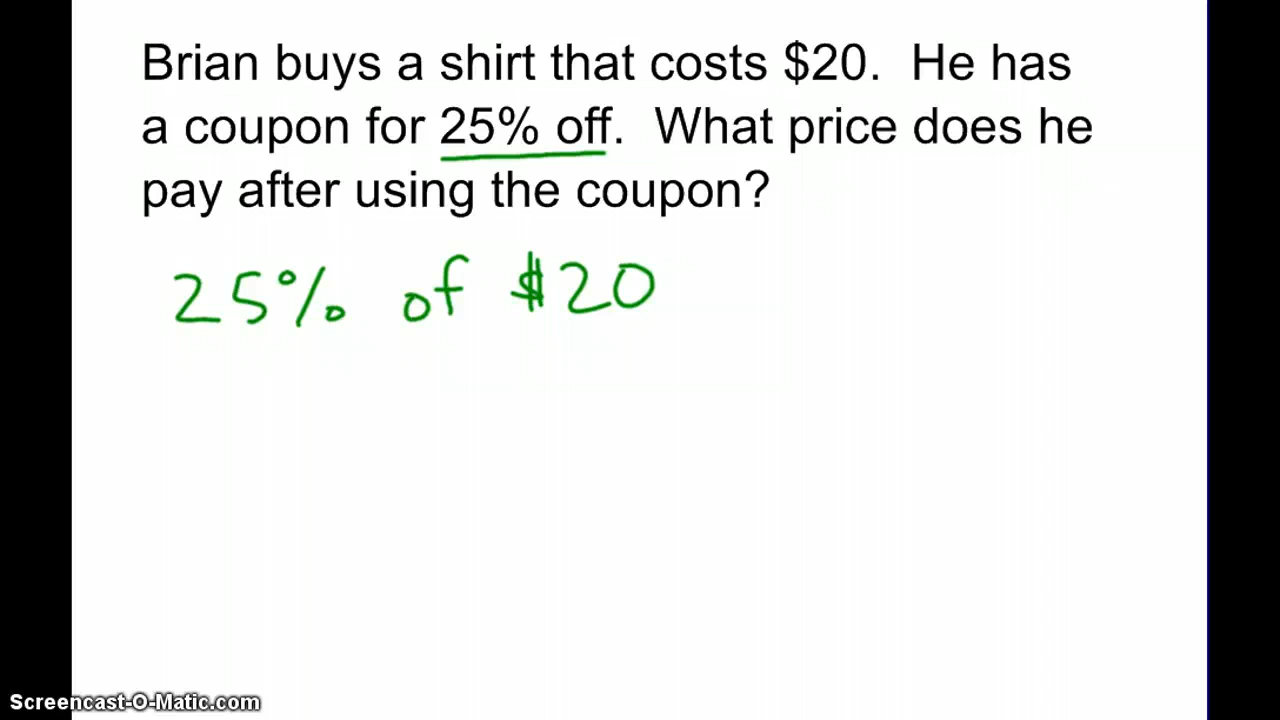 Brian buys a shirt that costs $20. He has
a coupon for 25% off. What price does he
pay after using the coupon?
25% of $20
Screencast-O-Matic.com